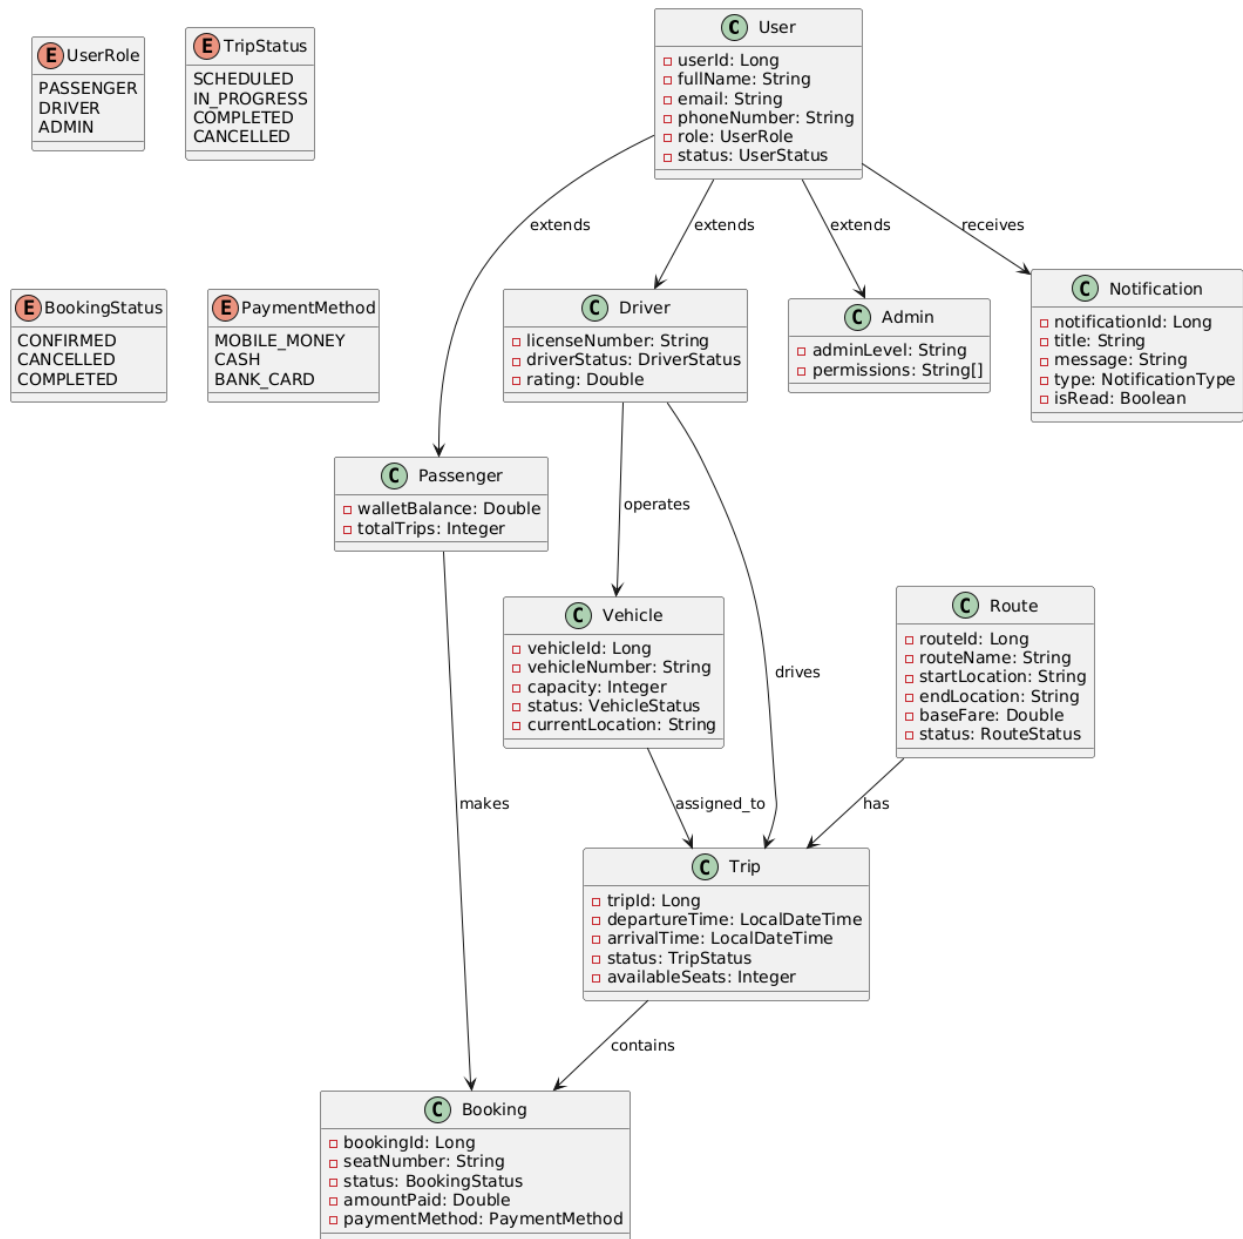 E UserRole
PASSENGER
DRIVER
ADMIN
E TripStatus
SCHEDULED
IN_PROGRESS
COMPLETED
CANCELLED
C User
userId: Long
fullName: String
email: String
phoneNumber: String
role: UserRole
status: UserStatus
extends
extends
extends
receives
E BookingStatus
CONFIRMED
CANCELLED
COMPLETED
E PaymentMethod
MOBILE_MONEY
CASH
BANK_CARD
C Driver
licenseNumber: String
driverStatus: DriverStatus
rating: Double
C Admin
adminLevel: String
permissions: String[]
C Notification
notificationId: Long
title: String
message: String
type: NotificationType
isRead: Boolean
C Passenger
walletBalance: Double
totalTrips: Integer
operates
C Vehicle
vehicleId: Long
vehicleNumber: String
capacity: Integer
status: VehicleStatus
currentLocation: String
drives
C Route
routeId: Long
routeName: String
startLocation: String
endLocation: String
baseFare: Double
status: RouteStatus
makes
assigned_to
has
C Trip
tripId: Long
departureTime: LocalDateTime
arrivalTime: LocalDateTime
status: TripStatus
availableSeats: Integer
contains
C Booking
bookingId: Long
seatNumber: String
status: BookingStatus
amountPaid: Double
paymentMethod: PaymentMethod